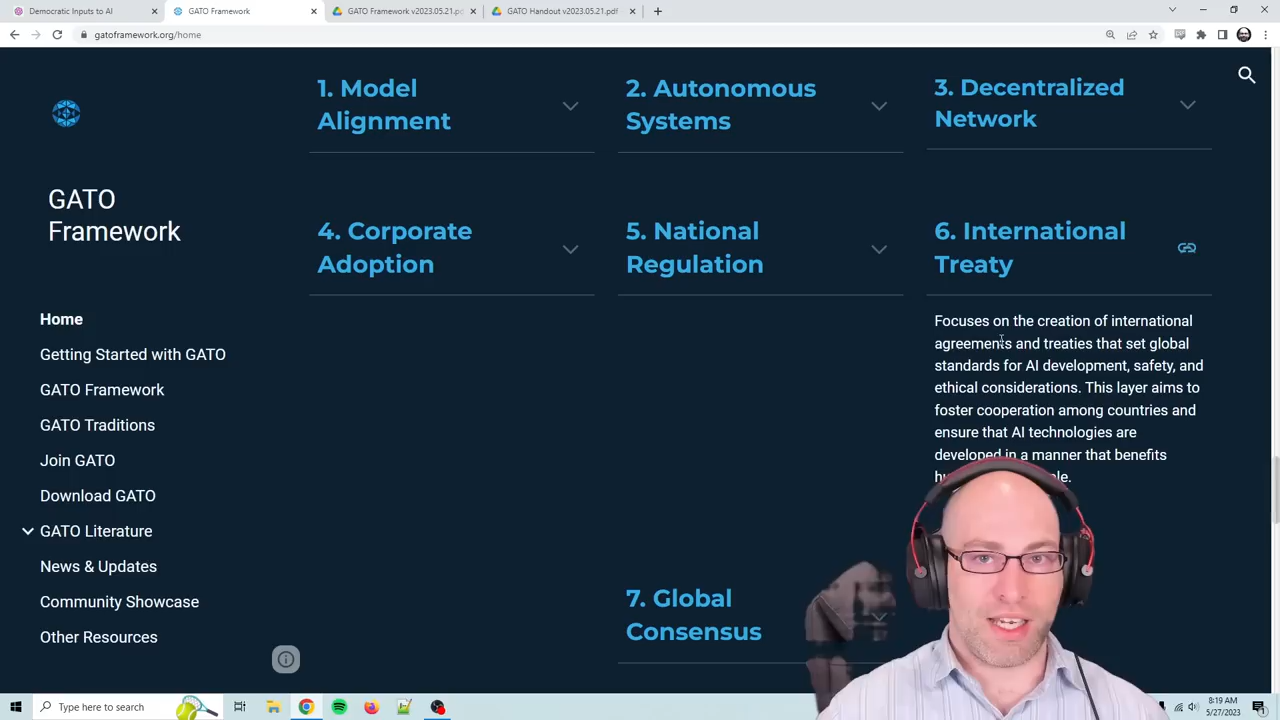 Democratic Inputs to AI
GATO Framework
GATO Framework v2023.05.21.pd
GATO Handout v2023.05.21.pdf
gatoframework.org/home
GATO
Framework
Home
Getting Started with GATO
GATO Framework
GATO Traditions
Join GATO
Download GATO
GATO Literature
News & Updates
Community Showcase
Other Resources
1. Model
Alignment
2. Autonomous
Systems
3. Decentralized
Network
4. Corporate
Adoption
5. National
Regulation
6. International
Treaty
Focuses on the creation of international
agreements and treaties that set global
standards for AI development, safety, and
ethical considerations. This layer aims to
foster cooperation among countries and
ensure that AI technologies are
developed in a manner that benefits
7. Global
Consensus
Type here to search
8:19 AM
5/27/2023